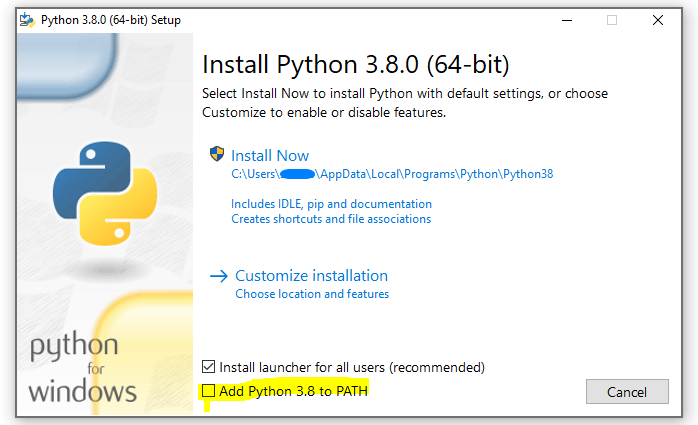 Python 3.8.0 (64-bit) Setup
Install Python 3.8.0 (64-bit)
Select Install Now to install Python with default settings, or choose
Customize to enable or disable features.
Install Now
C:\Users\ \AppData\Local\Programs\Python\Python38
Includes IDLE, pip and documentation
Creates shortcuts and file associations
Customize installation
Choose location and features
python
for
windows
Install launcher for all users (recommended)
Add Python 3.8 to PATH
Cancel